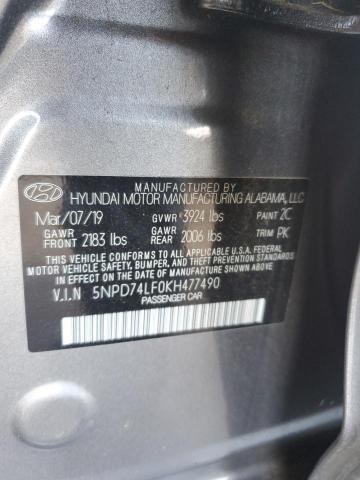 MANUFACTURED BY
HYUNDAI MOTOR MANUFACTURING ALABAMA, LLC
Mar/07/19 GVWR 3924 lbs PAINT 2C
GAWR FRONT 2183 lbs GAWR REAR 2006 lbs TRIM PK
THIS VEHICLE CONFORMS TO ALL APPLICABLE U.S. FEDERAL
MOTOR VEHICLE SAFETY, BUMPER, AND THEFT PREVENTION
STANDARDS IN EFFECT ON THE DATE OF MANUFACTURE SHOWN ABOVE.
V.I.N 5NPD74LF0KH477490
PASSENGER CAR